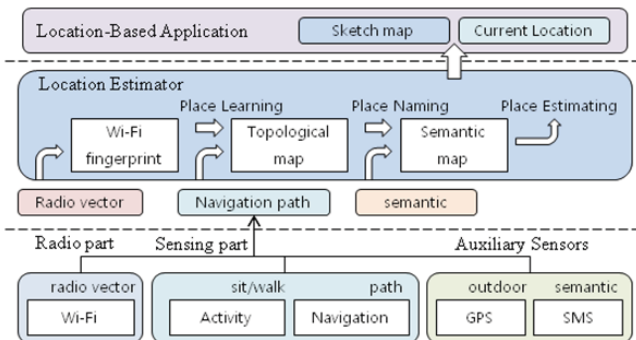 Location-Based Application
Sketch map
Current Location
Location Estimator
Place Learning
Place Naming
Place Estimating
Wi-Fi
fingerprint
Topological
map
Semantic
map
Radio vector
Navigation path
semantic
Radio part
Sensing part
Auxiliary Sensors
radio vector
sit/walk
path
outdoor
semantic
Wi-Fi
Activity
Navigation
GPS
SMS